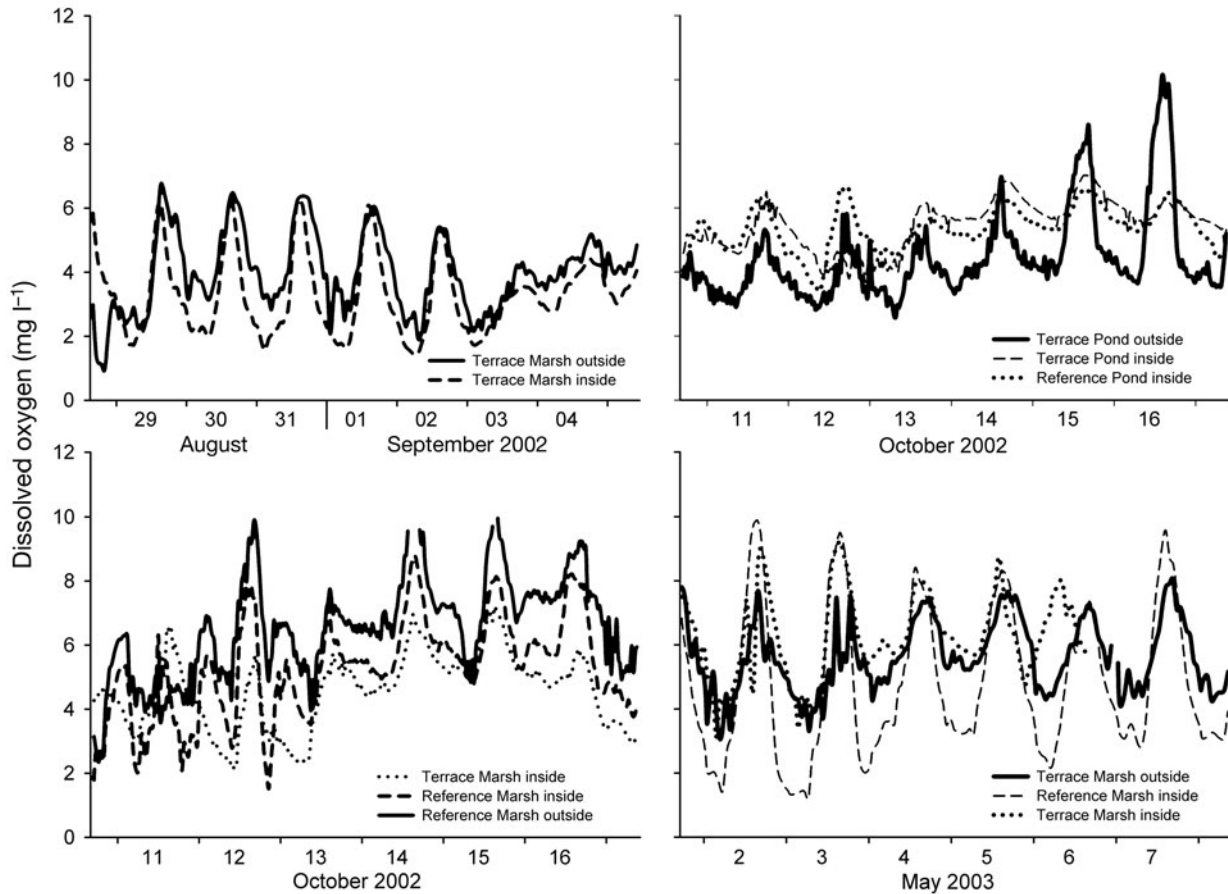 Dissolved oxygen (mg l⁻¹)
12
10
8
6
4
2
0
Terrace Marsh outside
Terrace Marsh inside
29 30 31 01 02 03 04
August September 2002
Terrace Pond outside
Terrace Pond inside
Reference Pond inside
11 12 13 14 15 16
October 2002
12
10
8
6
4
2
0
Terrace Marsh inside
Reference Marsh inside
Reference Marsh outside
11 12 13 14 15 16
October 2002
Terrace Marsh outside
Reference Marsh inside
Terrace Marsh inside
2 3 4 5 6 7
May 2003